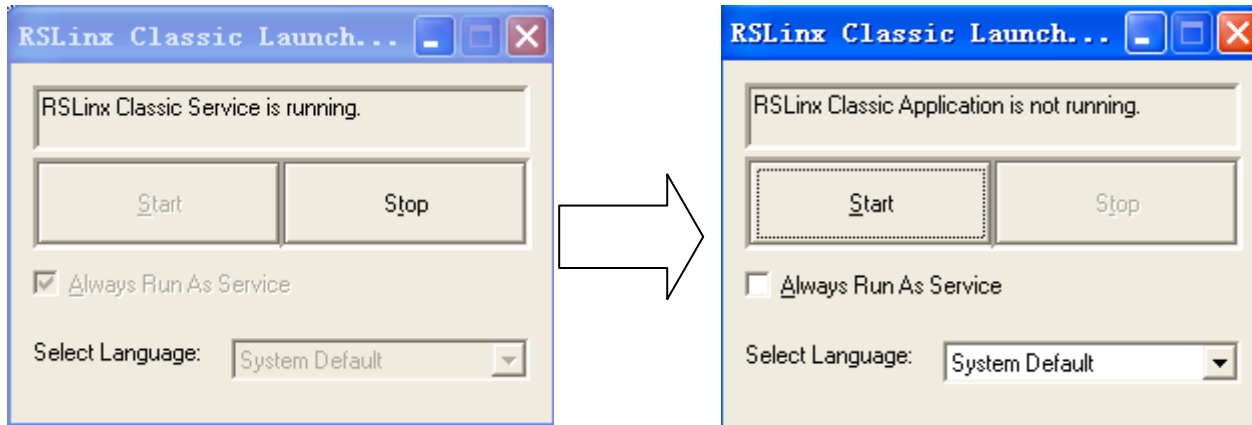 RSLinx Classic Launch...
RSLinx Classic Service is running.
Start
Stop
Always Run As Service
Select Language:
System Default
RSLinx Classic Launch...
RSLinx Classic Application is not running.
Start
Stop
Always Run As Service
Select Language:
System Default